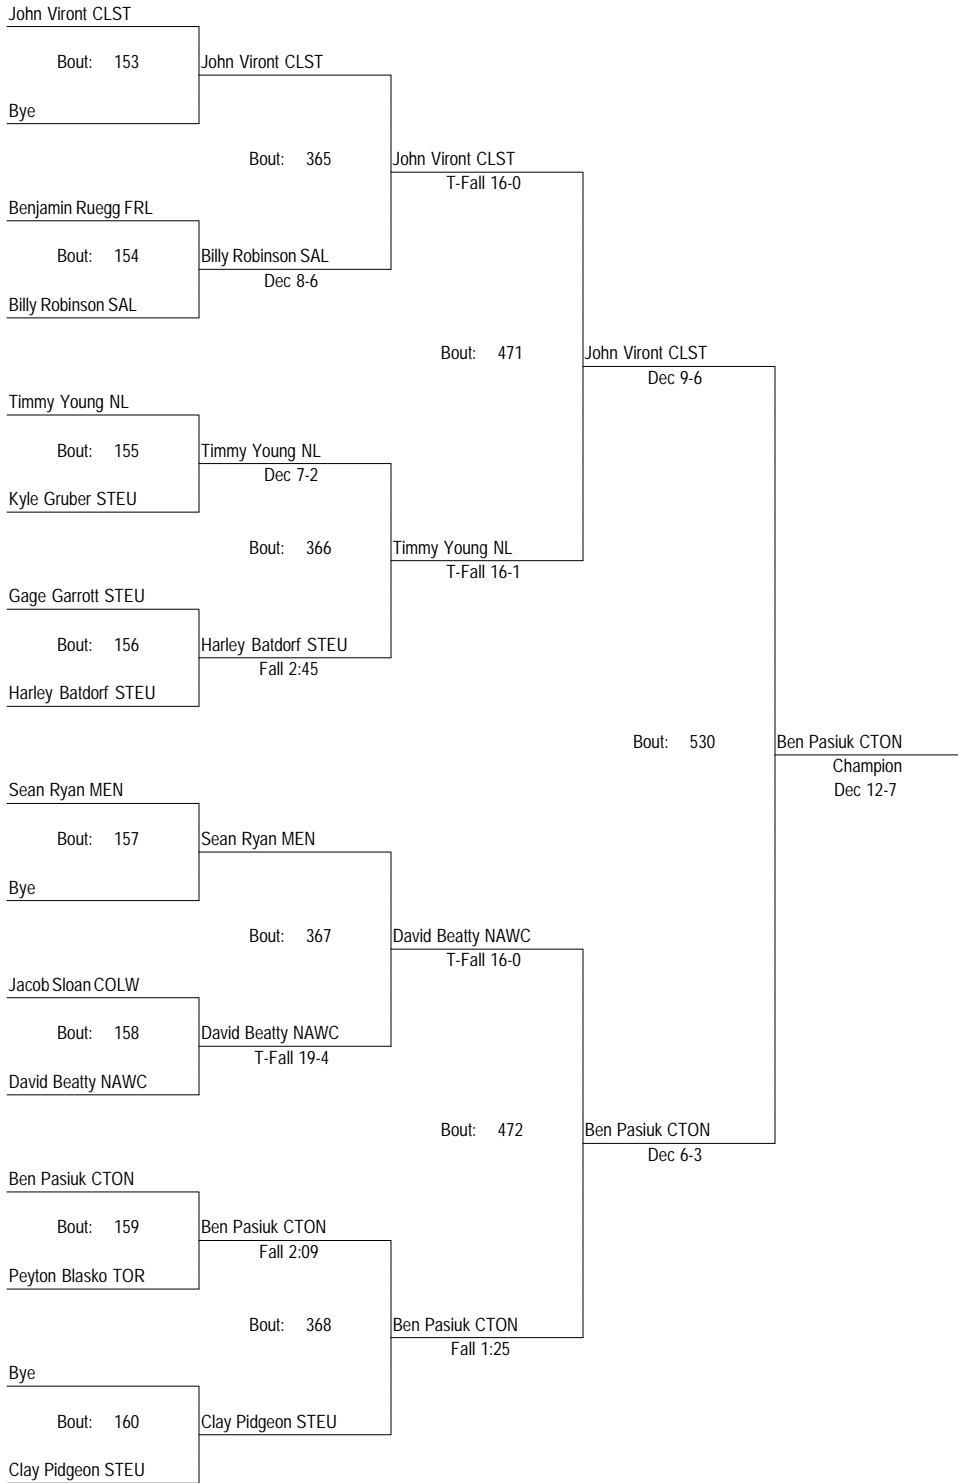 John Viront CLST
Bout: 153 John Viront CLST
Bye
Bout: 365 John Viront CLST
T-Fall 16-0
Benjamin Ruegg FRL
Bout: 154 Billy Robinson SAL
Dec 8-6
Billy Robinson SAL
Bout: 471 John Viront CLST
Dec 9-6
Timmy Young NL
Bout: 155 Timmy Young NL
Dec 7-2
Kyle Gruber STEU
Bout: 366 Timmy Young NL
T-Fall 16-1
Gage Garrott STEU
Bout: 156 Harley Batdorf STEU
Fall 2:45
Harley Batdorf STEU
Bout: 530 Ben Pasiuk CTON
Champion
Dec 12-7
Sean Ryan MEN
Bout: 157 Sean Ryan MEN
Bye
Bout: 367 David Beatty NAWC
T-Fall 16-0
Jacob Sloan COLW
Bout: 158 David Beatty NAWC
T-Fall 19-4
David Beatty NAWC
Bout: 472 Ben Pasiuk CTON
Dec 6-3
Ben Pasiuk CTON
Bout: 159 Ben Pasiuk CTON
Fall 2:09
Peyton Blasko TOR
Bout: 368 Ben Pasiuk CTON
Fall 1:25
Bye
Bout: 160 Clay Pidgeon STEU
Clay Pidgeon STEU